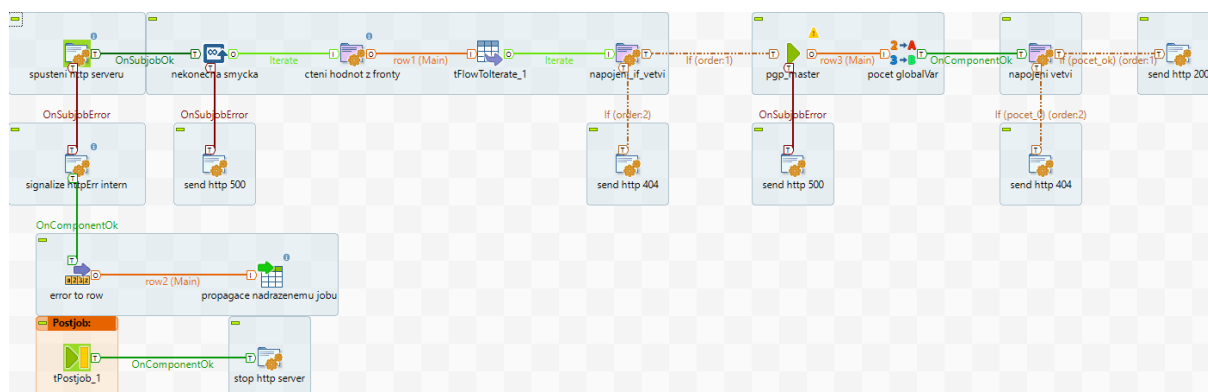 OnSubjobOk
Iterate
row1 (Main)
Iterate
If (order:1)
row3 (Main)
OnComponentOk
If (pocet_ok) (order:1)
spusteni http serveru
nekonecna smycka
cteni hodnot z fronty
tFlowToIterate_1
napojeni_if_vetvi
pgp_master
pocet globalVar
napojeni vetvi
send http 200
OnSubjobError
OnSubjobError
If (order:2)
OnSubjobError
If (pocet_0) (order:2)
signalize httpErr intern
send http 500
send http 404
send http 500
send http 404
OnComponentOk
row2 (Main)
error to row
propagace nadrazenemu jobu
Postjob:
OnComponentOk
tPostjob_1
stop http server